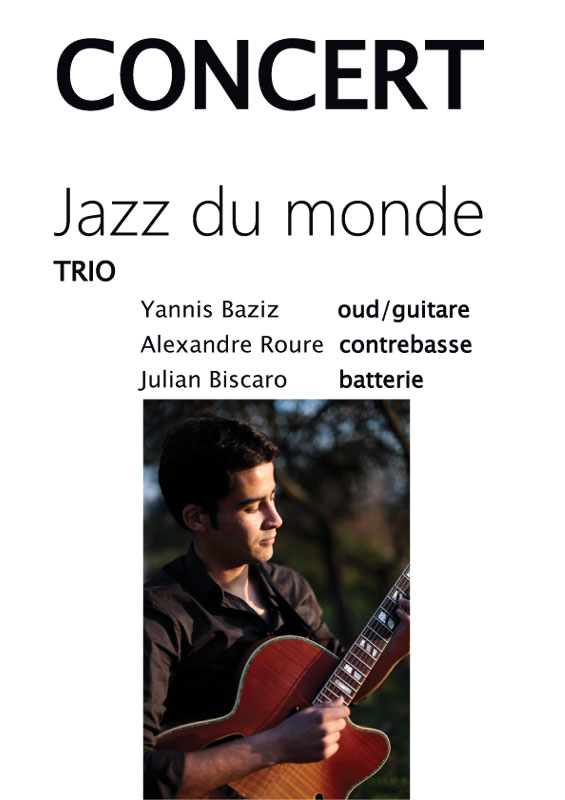 CONCERT
Jazz du monde
TRIO
Yannis Baziz oud/guitare
Alexandre Roure contrebasse
Julian Biscaro batterie